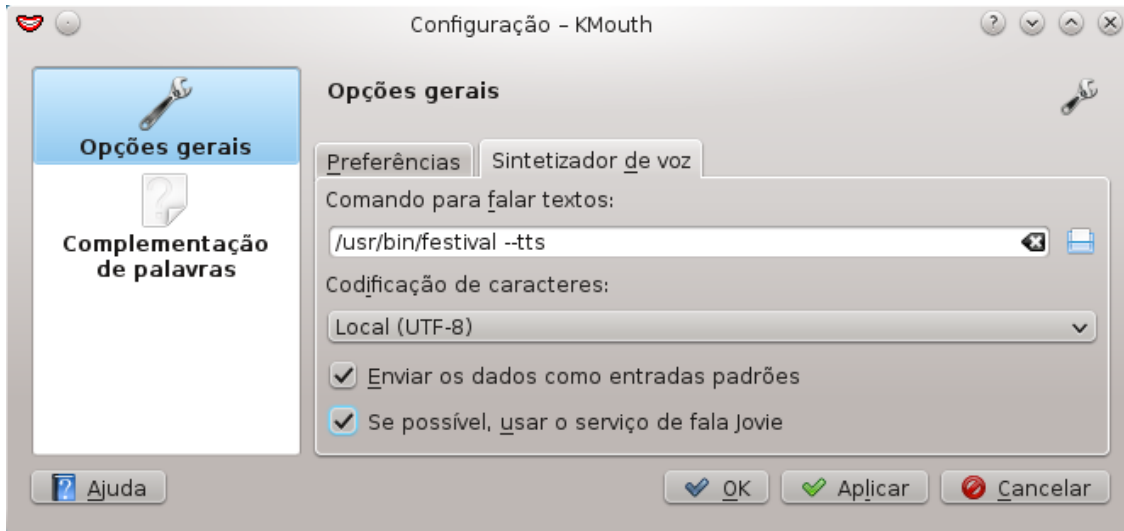 Configuração – KMouth
Opções gerais
Complementação
de palavras
Opções gerais
Preferências
Sintetizador de voz
Comando para falar textos:
/usr/bin/festival --tts
Codificação de caracteres:
Local (UTF-8)
Enviar os dados como entradas padrões
Se possível, usar o serviço de fala Jovie
Ajuda
OK
Aplicar
Cancelar